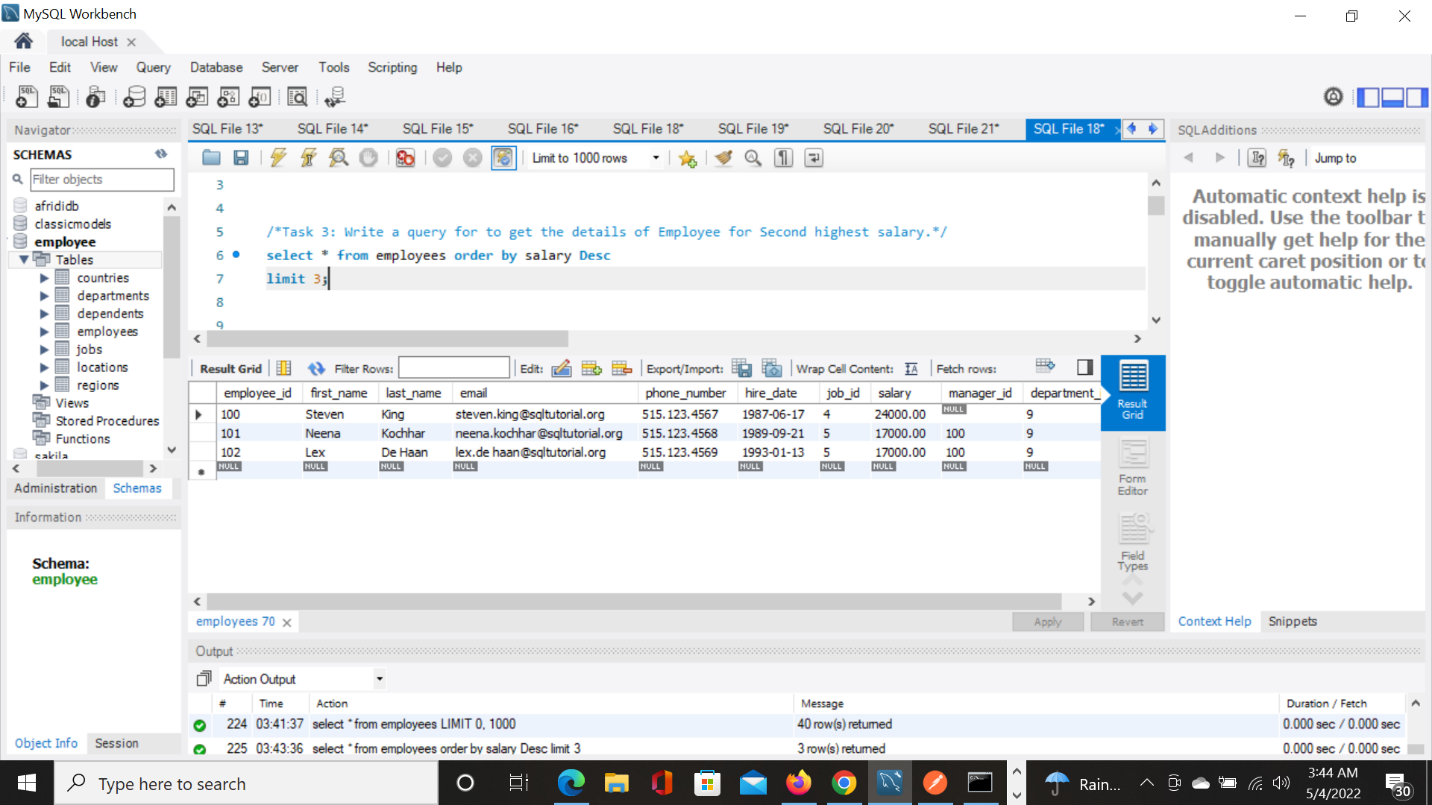 MySQL Workbench
local Host
File Edit View Query Database Server Tools Scripting Help
Navigator
SCHEMAS
Filter objects
afrididb
classicmodels
employee
Tables
countries
departments
dependents
employees
jobs
locations
regions
Views
Stored Procedures
Functions
sakila
Administration Schemas
Information
Schema:
employee
Object Info Session
SQL File 13* SQL File 14* SQL File 15* SQL File 16* SQL File 18* SQL File 19* SQL File 20* SQL File 21* SQL File 18*
Limit to 1000 rows
3
4
5 /*Task 3: Write a query for to get the details of Employee for Second highest salary.*/
6 select * from employees order by salary Desc
7 limit 3;
8
9
Result Grid Filter Rows: Edit: Export/Import: Wrap Cell Content: Fetch rows:
employee_id first_name last_name email phone_number hire_date job_id salary manager_id department_
100 Steven King steven.king@sqltutorial.org 515.123.4567 1987-06-17 4 24000.00 NULL 9
101 Neena Kochhar neena.kochhar@sqltutorial.org 515.123.4568 1989-09-21 5 17000.00 100 9
102 Lex De Haan lex.de haan@sqltutorial.org 515.123.4569 1993-01-13 5 17000.00 100 9
NULL NULL NULL NULL NULL NULL NULL NULL NULL NULL
Result
Grid
Form
Editor
Field
Types
employees 70 Apply Revert
SQLAdditions
Jump to
Automatic context help is
disabled. Use the toolbar t
manually get help for the
current caret position or to
toggle automatic help.
Context Help Snippets
Output
Action Output
# Time Action Message Duration / Fetch
224 03:41:37 select * from employees LIMIT 0, 1000 40 row(s) returned 0.000 sec / 0.000 sec
225 03:43:36 select * from employees order by salary Desc limit 3 3 row(s) returned 0.000 sec / 0.000 sec
Type here to search
Rain...
3:44 AM
5/4/2022
30